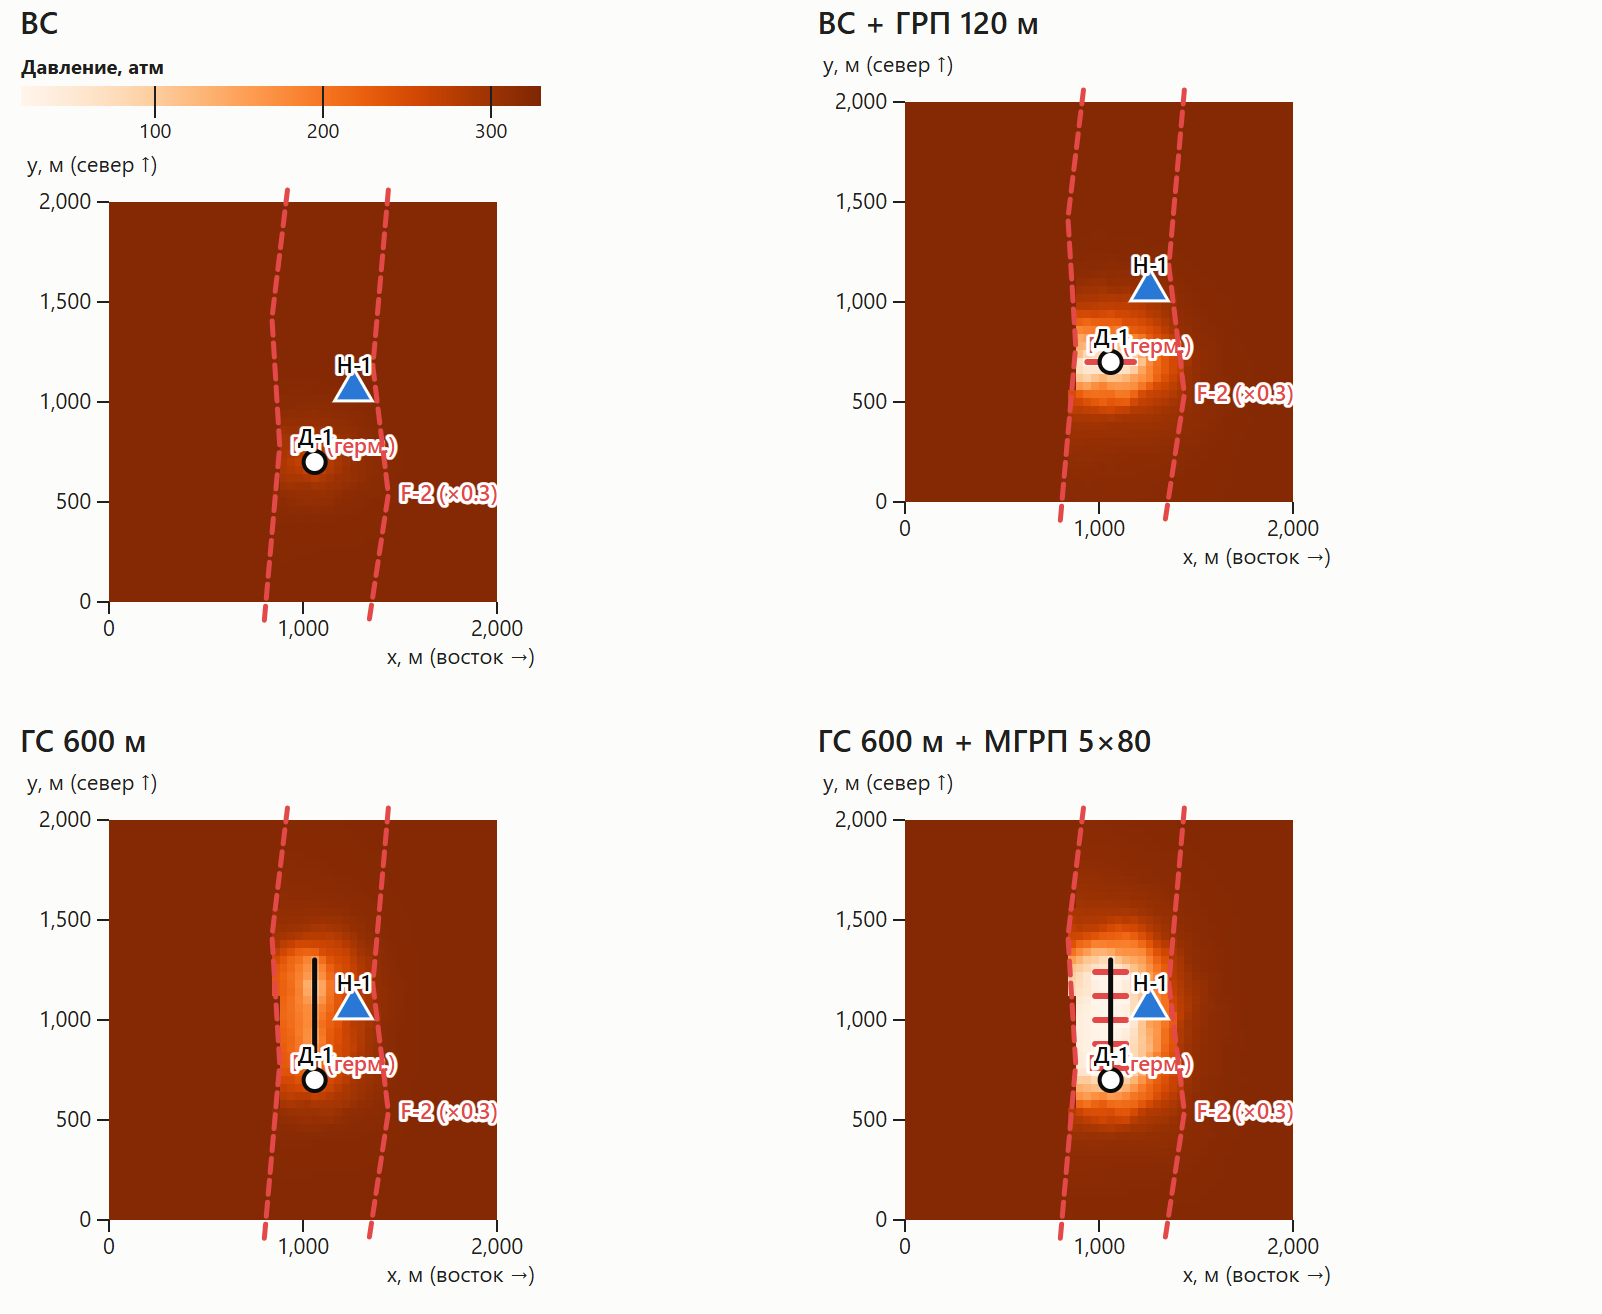 ВС
Давление, атм
100 200 300
y, м (север ↑)
2,000
1,500
1,000
500
0
Н-1
Д-1
(герм.)
F-2 (×0.3)
0 1,000 2,000
x, м (восток →)
ВС + ГРП 120 м
y, м (север ↑)
2,000
1,500
1,000
500
0
Н-1
Д-1
(герм.)
F-2 (×0.3)
0 1,000 2,000
x, м (восток →)
ГС 600 м
y, м (север ↑)
2,000
1,500
1,000
500
0
Н-1
Д-1
(герм.)
F-2 (×0.3)
0 1,000 2,000
x, м (восток →)
ГС 600 м + МГРП 5×80
y, м (север ↑)
2,000
1,500
1,000
500
0
Н-1
Д-1
(герм.)
F-2 (×0.3)
0 1,000 2,000
x, м (восток →)